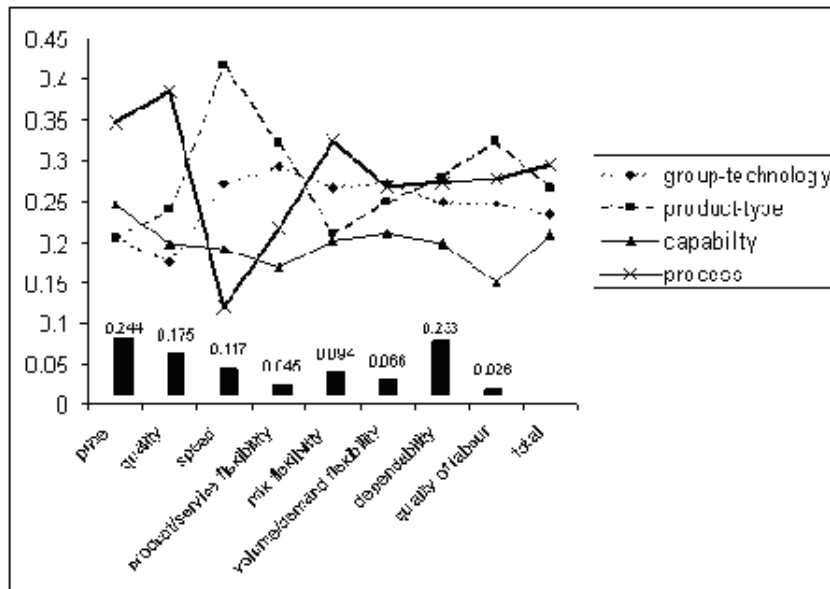 0.45
0.4
0.35
0.3
0.25
0.2
0.15
0.1
0.05
0
0.244
0.175
0.117
0.045
0.094
0.066
0.233
0.026
price
quality
speed
product/service flexibility
mix flexibility
volume/demand flexibility
dependability
quality of labour
total
group-technology
product-type
capabilty
process